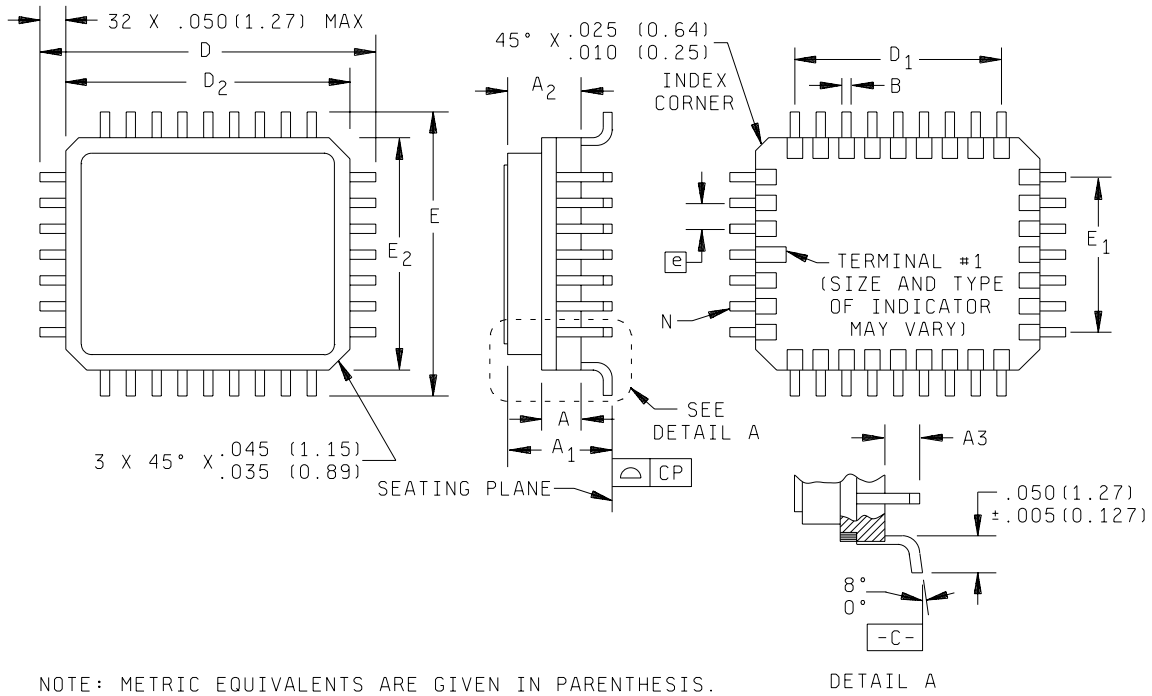 32 X .050(1.27) MAX
D
D2
E2
E
45° X .025 (0.64)
.010 (0.25)
A2
INDEX
CORNER
D1
B
e
E1
TERMINAL #1
(SIZE AND TYPE
OF INDICATOR
MAY VARY)
N
3 X 45° X .045 (1.15)
.035 (0.89)
A
A1
SEE
DETAIL A
⌓ CP
SEATING PLANE
A3
.050(1.27)
±.005(0.127)
8°
0°
-C-
DETAIL A
NOTE: METRIC EQUIVALENTS ARE GIVEN IN PARENTHESIS.